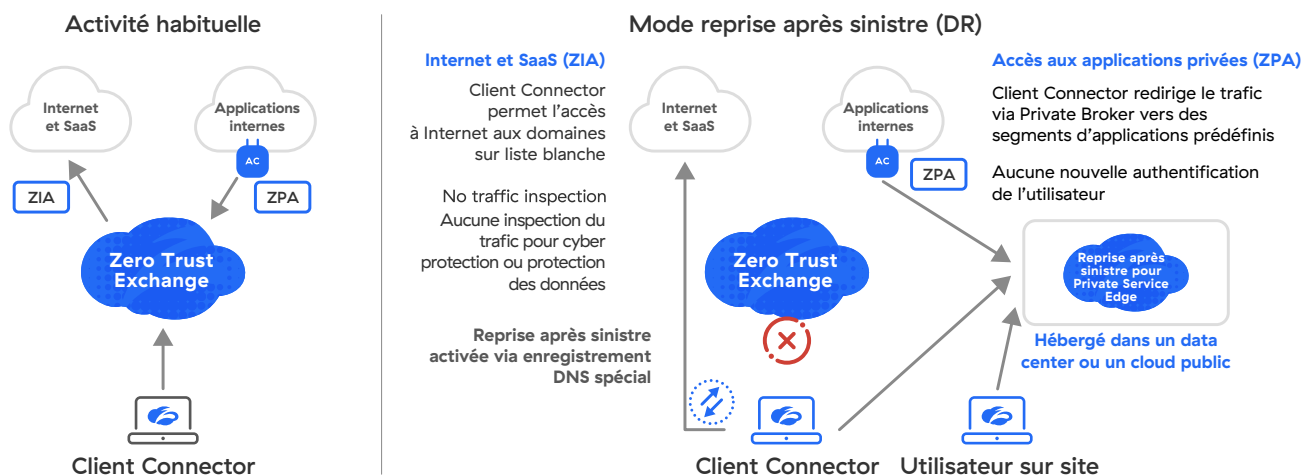 Activité habituelle
Internet
et SaaS
Applications
internes
AC
ZIA
ZPA
Zero Trust
Exchange
Client Connector
Mode reprise après sinistre (DR)
Internet et SaaS (ZIA)
Client Connector
permet l’accès
à Internet aux domaines
sur liste blanche
No traffic inspection
Aucune inspection du
trafic pour cyber
protection ou protection
des données
Reprise après sinistre
activée via enregistrement
DNS spécial
Internet
et SaaS
Applications
internes
AC
ZPA
Zero Trust
Exchange
Client Connector
Accès aux applications privées (ZPA)
Client Connector redirige le trafic
via Private Broker vers des
segments d’applications prédéfinis
Aucune nouvelle authentification
de l’utilisateur
Reprise après
sinistre pour
Private Service
Edge
Hébergé dans un data
center ou un cloud public
Utilisateur sur site